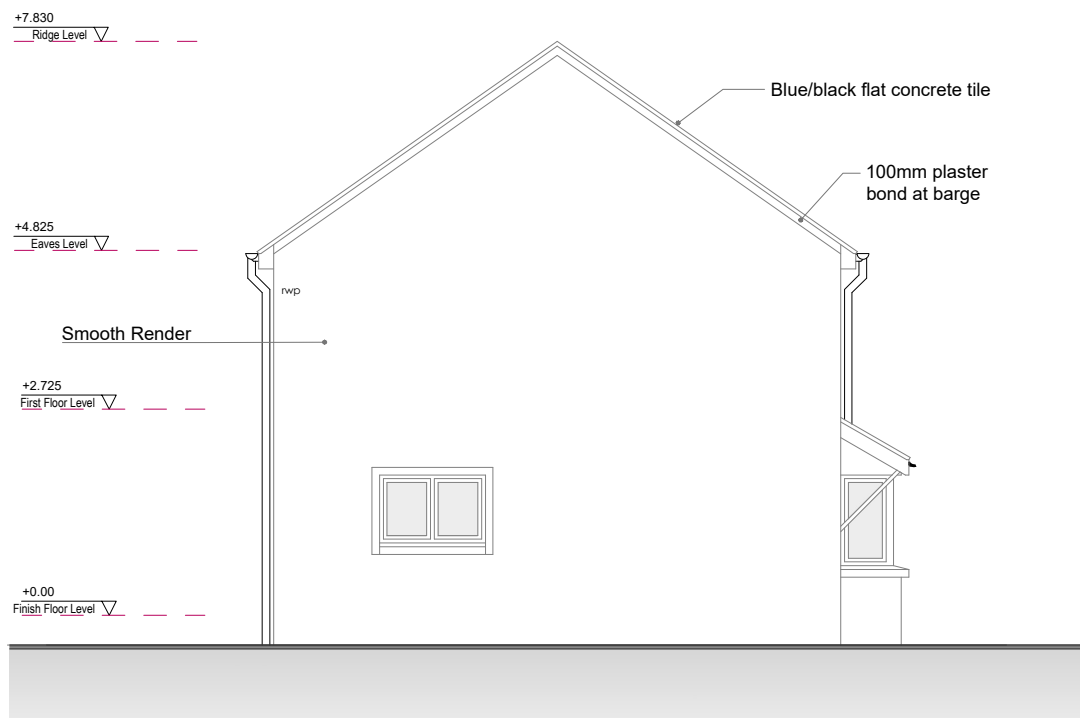 +7.830
Ridge Level
Blue/black flat concrete tile
100mm plaster
bond at barge
+4.825
Eaves Level
rwp
Smooth Render
+2.725
First Floor Level
+0.00
Finish Floor Level